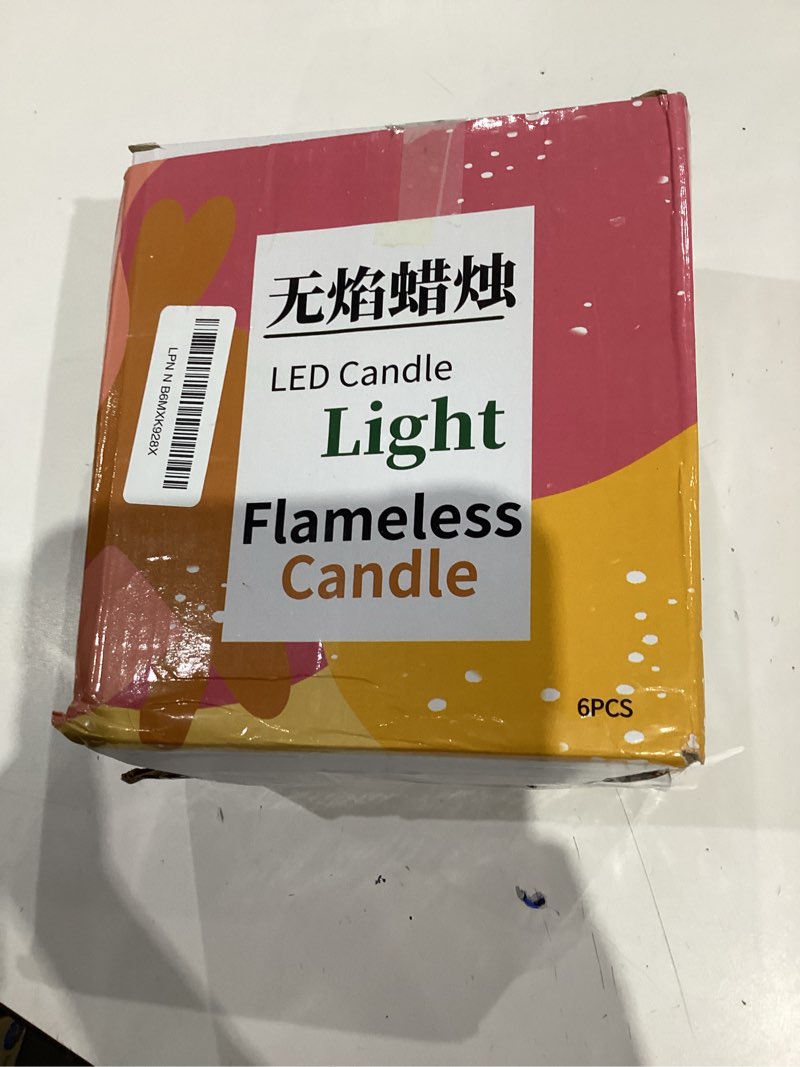 无焰蜡烛
LED Candle
Light
Flameless
Candle
6PCS
LPN N B6MXK928X